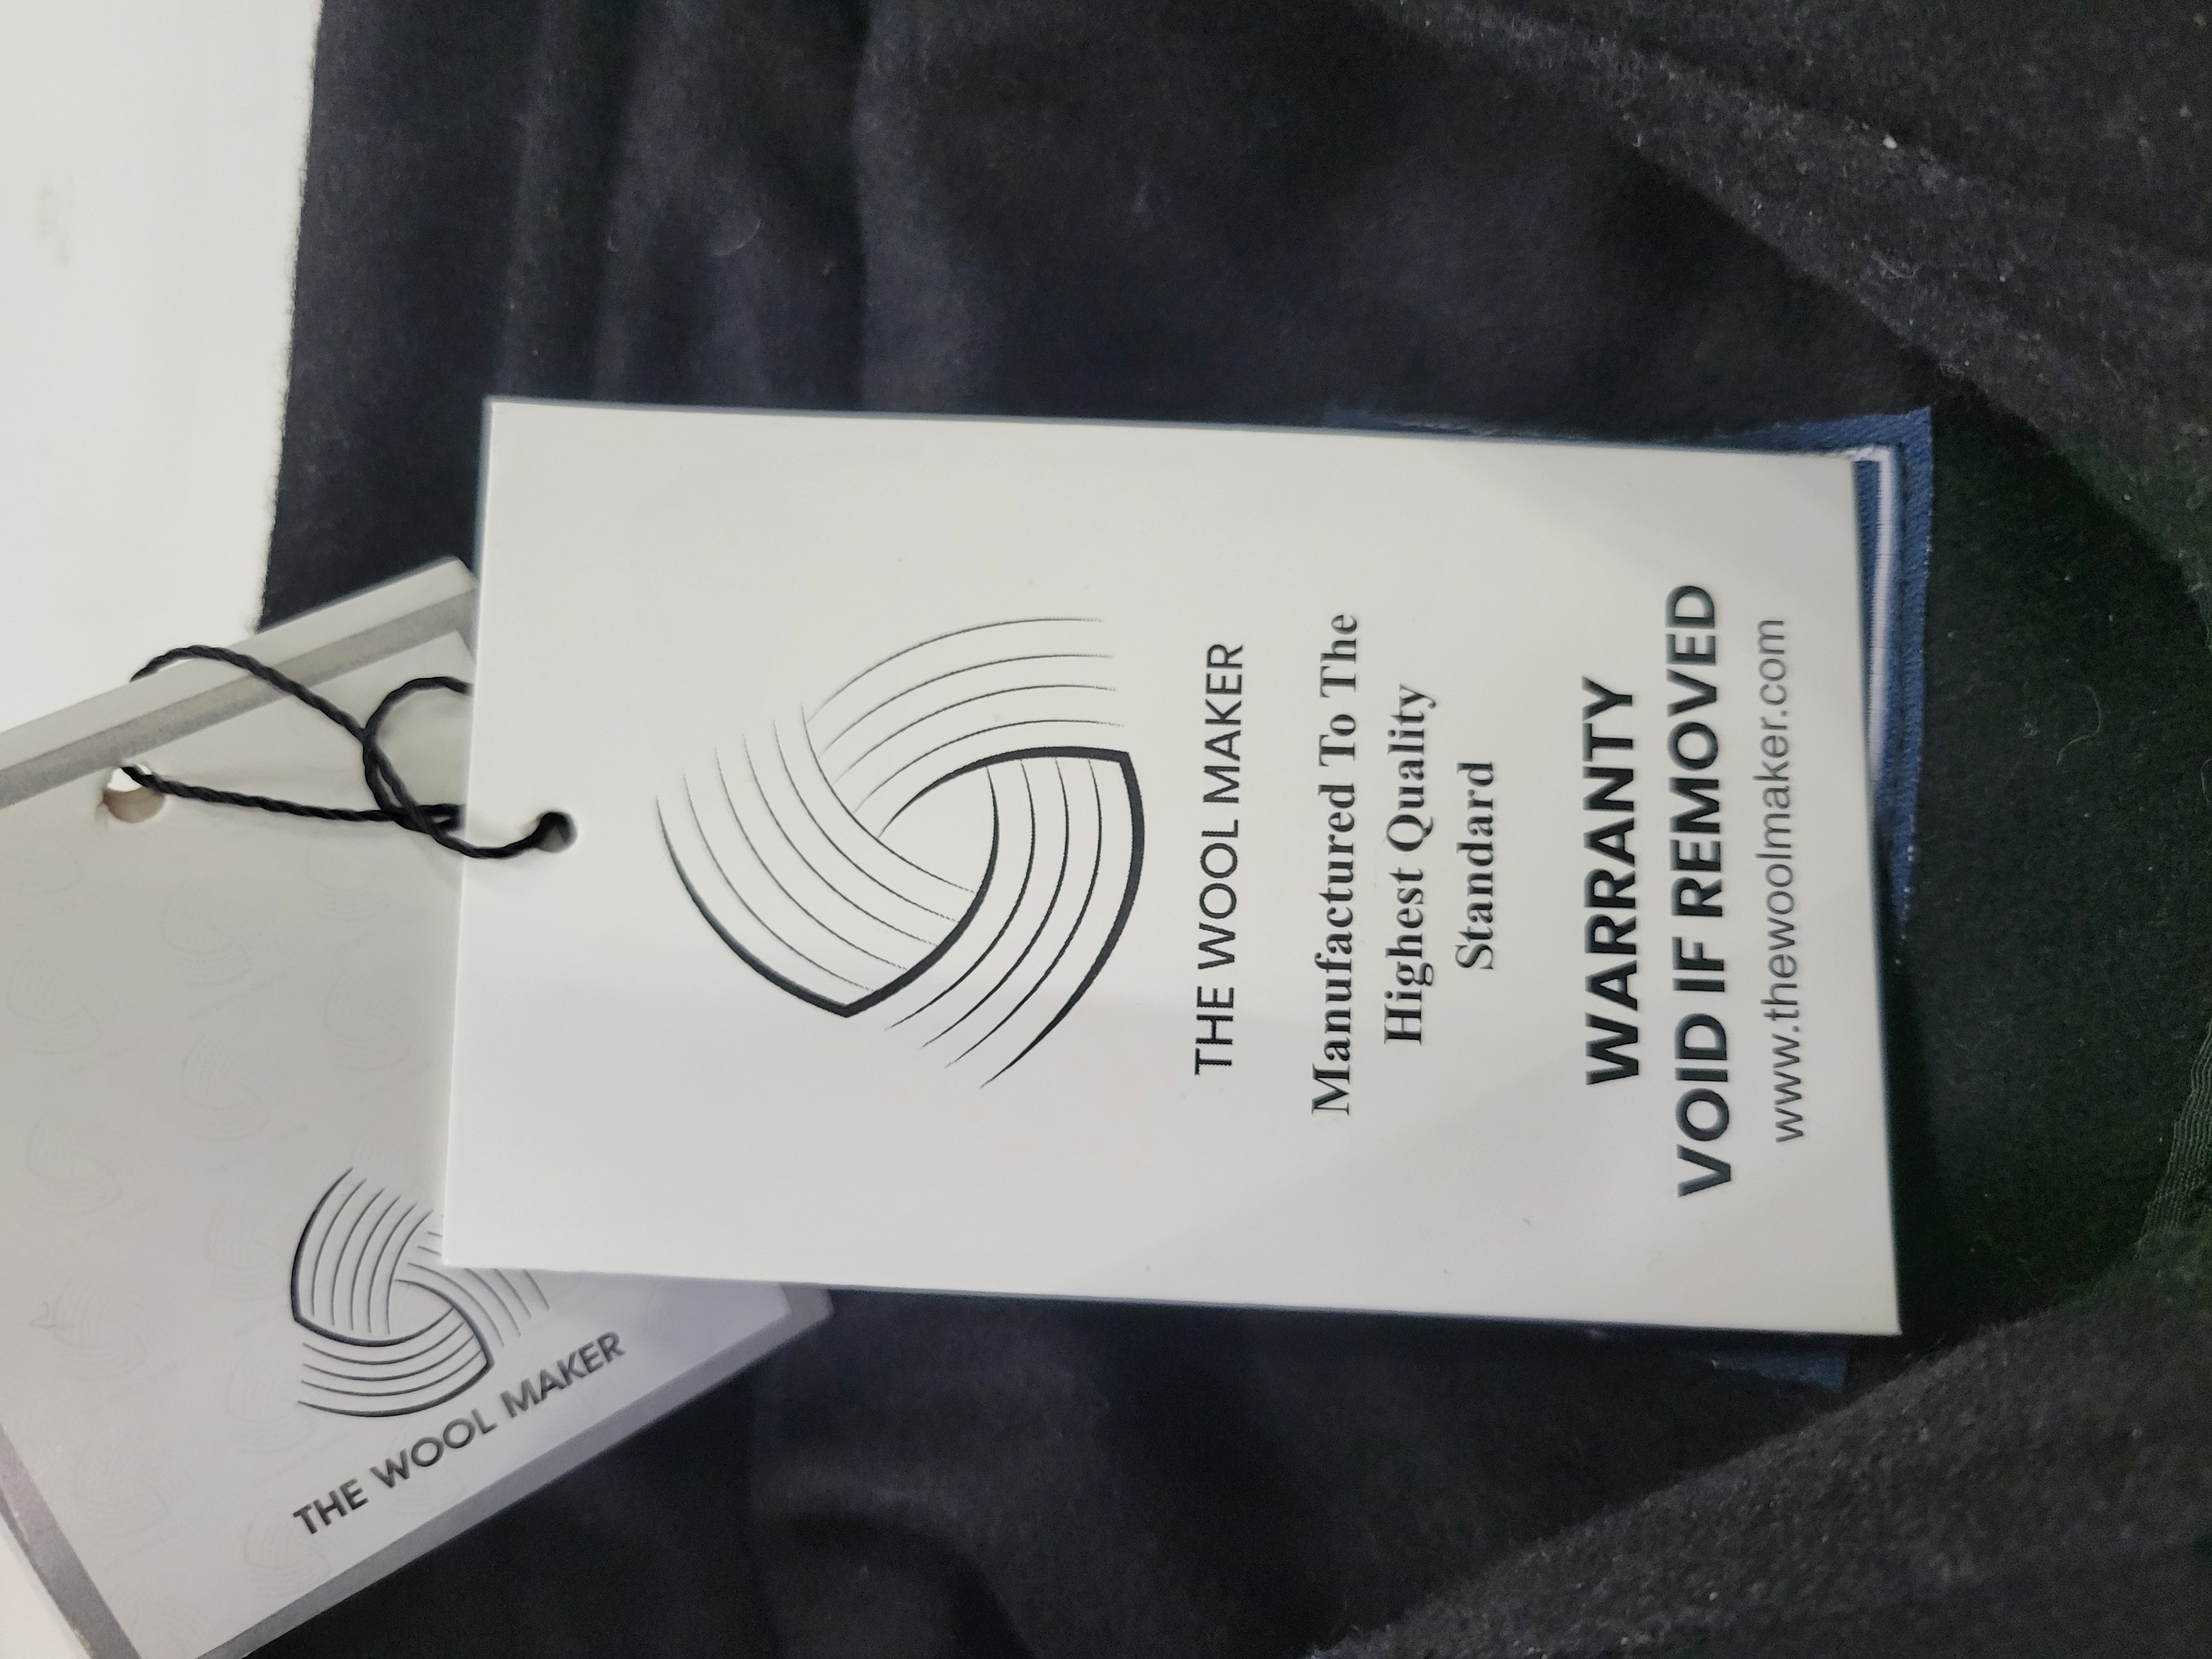 THE WOOL MAKER
Manufactured To The
Highest Quality
Standard
WARRANTY
VOID IF REMOVED
www.thewoolmaker.com
THE WOOL MAKER